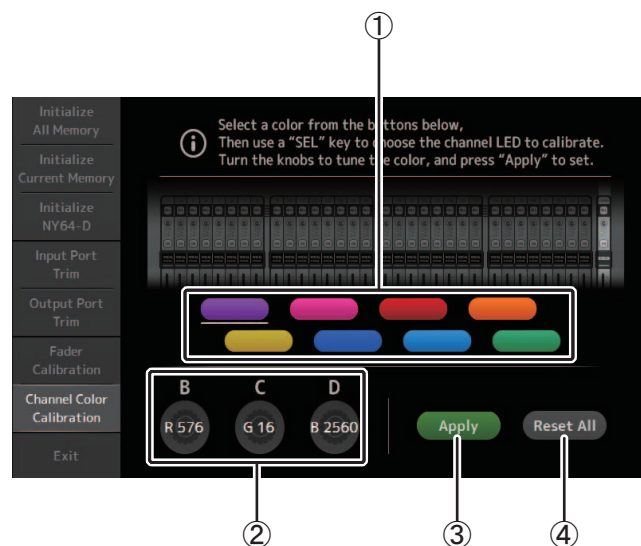 ①
Initialize
All Memory
Initialize
Current Memory
Initialize
NY64-D
Input Port
Trim
Output Port
Trim
Fader
Calibration
Channel Color
Calibration
Exit
Select a color from the buttons below,
Then use a “SEL” key to choose the channel LED to calibrate.
Turn the knobs to tune the color, and press “Apply” to set.
B C D
R 576 G 16 B 2560
Apply Reset All
② ③ ④